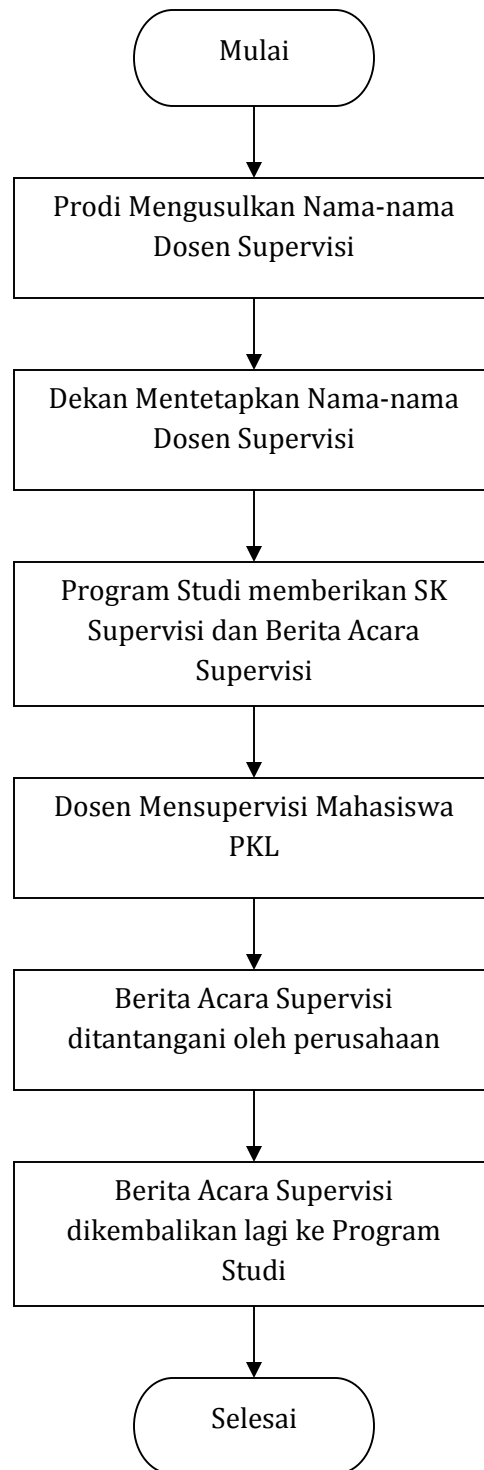 Mulai
Prodi Mengusulkan Nama-nama
Dosen Supervisi
Dekan Mentetapkan Nama-nama
Dosen Supervisi
Program Studi memberikan SK
Supervisi dan Berita Acara
Supervisi
Dosen Mensupervisi Mahasiswa
PKL
Berita Acara Supervisi
ditantangani oleh perusahaan
Berita Acara Supervisi
dikembalikan lagi ke Program
Studi
Selesai